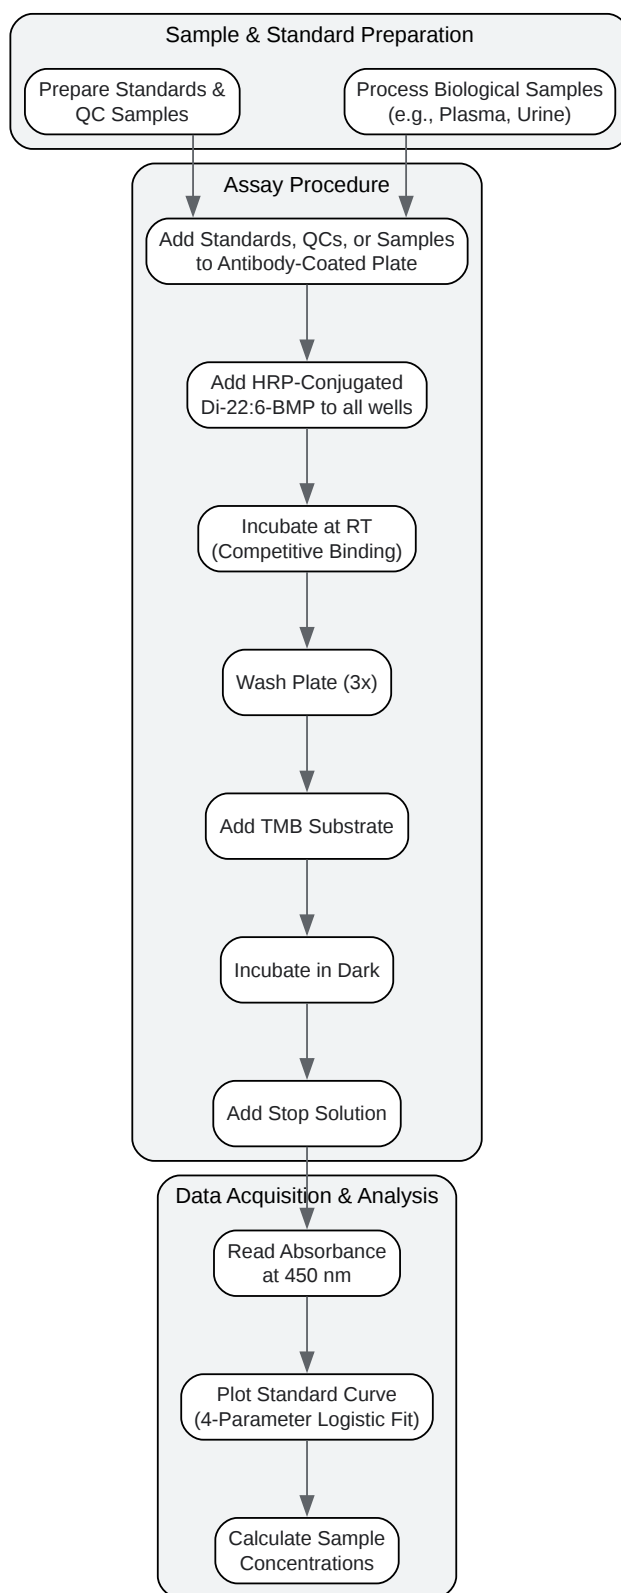 Sample & Standard Preparation
Prepare Standards &
QC Samples
Process Biological Samples
(e.g., Plasma, Urine)
Assay Procedure
Add Standards, QCs, or Samples
to Antibody-Coated Plate
Add HRP-Conjugated
Di-22:6-BMP to all wells
Incubate at RT
(Competitive Binding)
Wash Plate (3x)
Add TMB Substrate
Incubate in Dark
Add Stop Solution
Data Acquisition & Analysis
Read Absorbance
at 450 nm
Plot Standard Curve
(4-Parameter Logistic Fit)
Calculate Sample
Concentrations